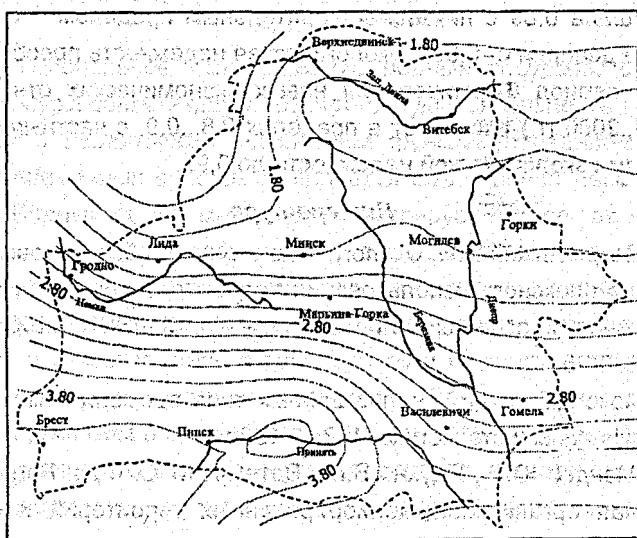 1.80
Верхнедвинск
Зап. Двина
Витебск
1.80
Горки
Лида
Минск
Могилев
Гродно
2.80
Неман
Днепр
Марьина Горка
2.80
Березина
3.80
Брест
Василевичи
Гомель
2.80
Пинск
Припять
3.80